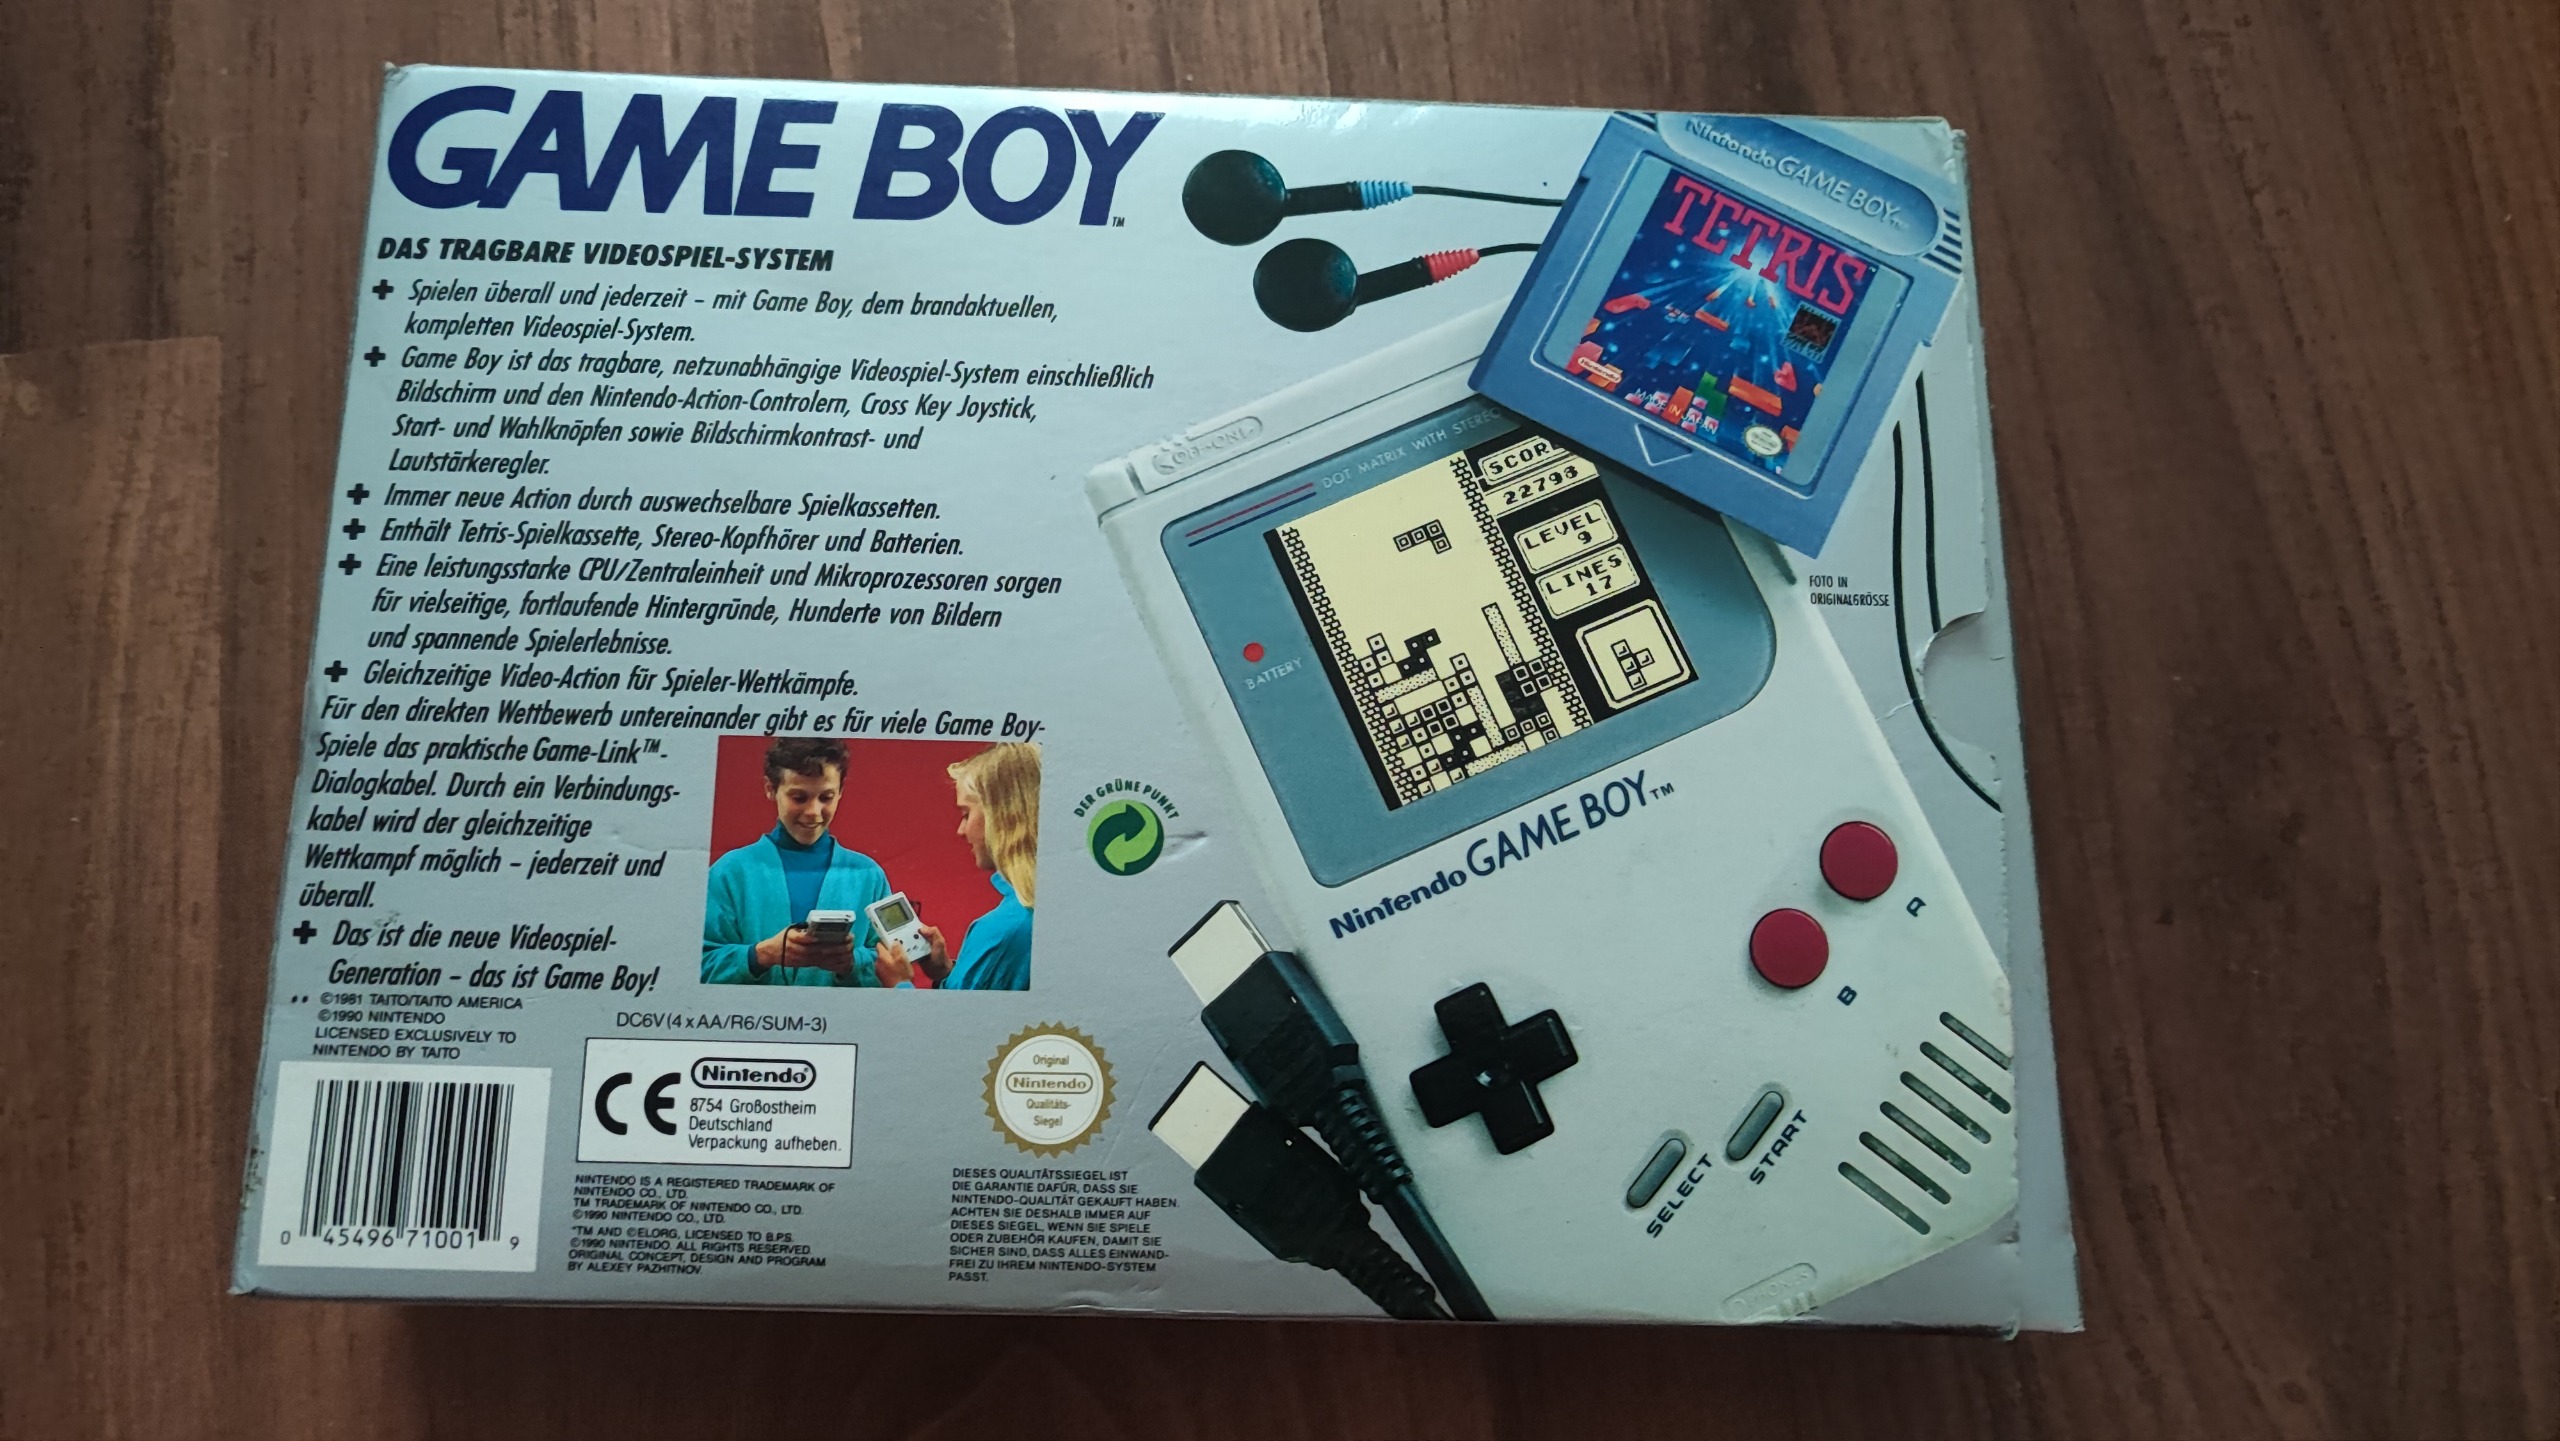 GAME BOY™
DAS TRAGBARE VIDEOSPIEL-SYSTEM
+ Spielen überall und jederzeit – mit Game Boy, dem brandaktuellen,
kompletten Videospiel-System.
+ Game Boy ist das tragbare, netzunabhängige Videospiel-System einschließlich
Bildschirm und den Nintendo-Action-Controlern, Cross Key Joystick,
Start- und Wahlknöpfen sowie Bildschirmkontrast- und
Lautstärkeregler.
+ Immer neue Action durch auswechselbare Spielkassetten.
+ Enthält Tetris-Spielkassette, Stereo-Kopfhörer und Batterien.
+ Eine leistungsstarke CPU/Zentraleinheit und Mikroprozessoren sorgen
für vielseitige, fortlaufende Hintergründe, Hunderte von Bildern
und spannende Spielerlebnisse.
+ Gleichzeitige Video-Action für Spieler-Wettkämpfe.
Für den direkten Wettbewerb untereinander gibt es für viele Game Boy-
Spiele das praktische Game-Link™-
Dialogkabel. Durch ein Verbindungs-
kabel wird der gleichzeitige
Wettkampf möglich – jederzeit und
überall.
+ Das ist die neue Videospiel-
Generation – das ist Game Boy!
©1981 TAITO/TAITO AMERICA
©1990 NINTENDO
LICENSED EXCLUSIVELY TO
NINTENDO BY TAITO
0 45496 71001 9
DC6V (4 x AA/R6/SUM-3)
CE
Nintendo®
8754 Großostheim
Deutschland
Verpackung aufheben.
NINTENDO IS A REGISTERED TRADEMARK OF
NINTENDO CO., LTD.
TM TRADEMARK OF NINTENDO CO., LTD.
©1990 NINTENDO CO., LTD.
*TM AND ©ELORG, LICENSED TO B.P.S.
©1990 NINTENDO. ALL RIGHTS RESERVED.
ORIGINAL CONCEPT, DESIGN AND PROGRAM
BY ALEXEY PAZHITNOV.
Original
Nintendo
Qualitäts-
Siegel
DIESES QUALITÄTSSIEGEL IST
DIE GARANTIE DAFÜR, DASS SIE
NINTENDO-QUALITÄT GEKAUFT HABEN.
ACHTEN SIE DESHALB IMMER AUF
DIESES SIEGEL, WENN SIE SPIELE
ODER ZUBEHÖR KAUFEN, DAMIT SIE
SICHER SIND, DASS ALLES EINWAND-
FREI ZU IHREM NINTENDO-SYSTEM
PASST.
DER GRÜNE PUNKT
Nintendo GAME BOY™
TETRIS™
Nintendo
MADE IN JAPAN
FOTO IN
ORIGINALGRÖSSE
OFF•ON
DOT MATRIX WITH STEREO
SCORE
22798
LEVEL
9
LINES
17
BATTERY
Nintendo GAME BOY™
A
B
SELECT
START
PHONES